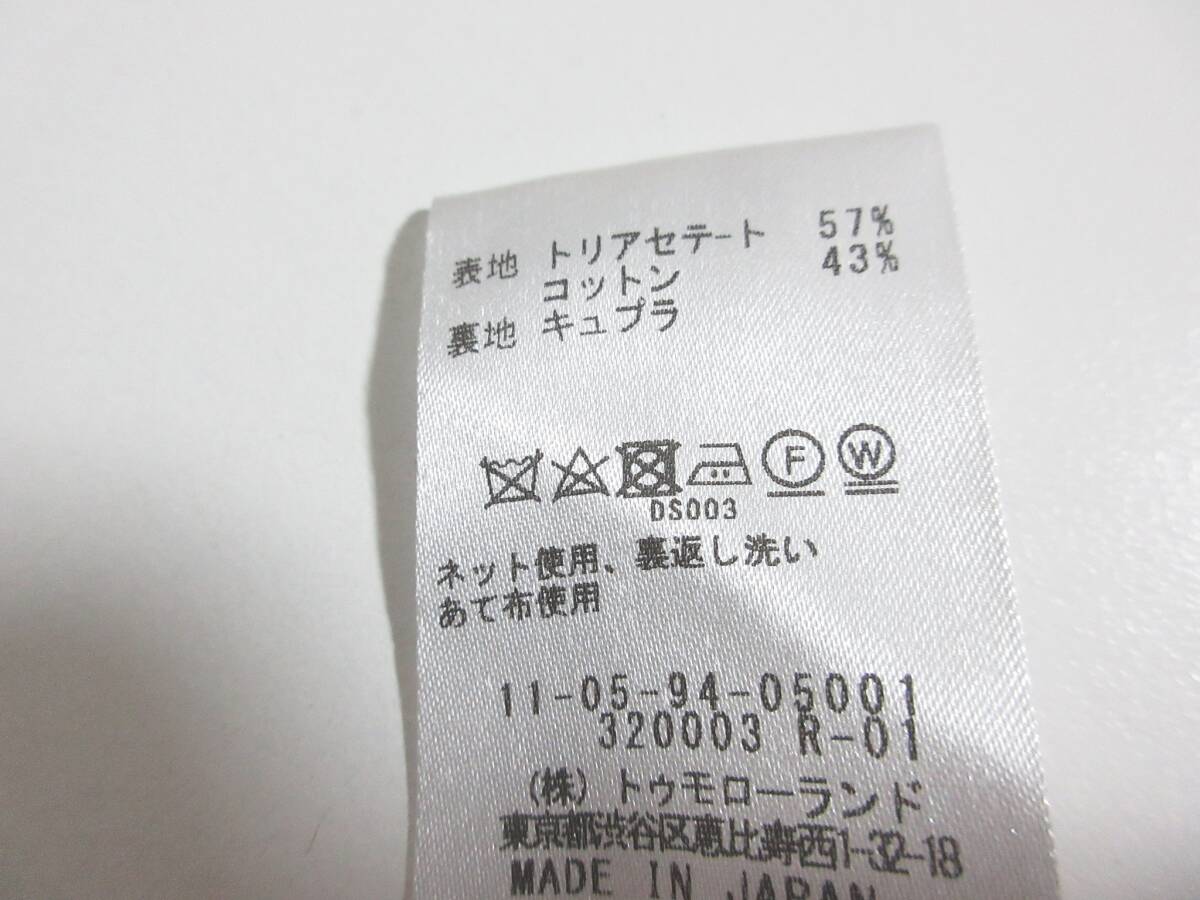 表地 トリアセテート 57%
コットン 43%
裏地 キュプラ
F W
DS003
ネット使用、裏返し洗い
あて布使用
11-05-94-05001
320003 R-01
(株) トゥモローランド
東京都渋谷区恵比寿西1-32-18
MADE IN JAPAN